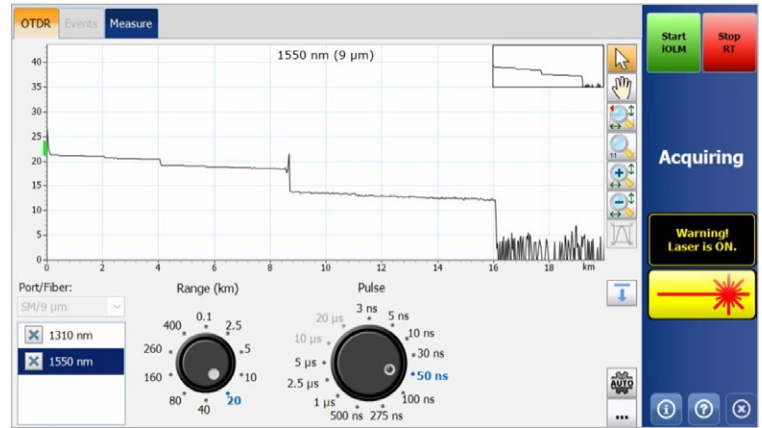 OTDR Events Measure
1550 nm (9 µm)
40
35
30
25
20
15
10
5
0
0 2 4 6 8 10 12 14 16 18 km
Port/Fiber:
SM/9 µm
1310 nm
1550 nm
Range (km)
0.1
400 2.5
260 .5
160 10
80 20
40
Pulse
3 ns
20 µs 5 ns
10 µs 10 ns
30 ns
5 µs 50 ns
2.5 µs
1 µs 100 ns
500 ns 275 ns
AUTO
...
Start
iOLM
Stop
RT
Acquiring
Warning!
Laser is ON.